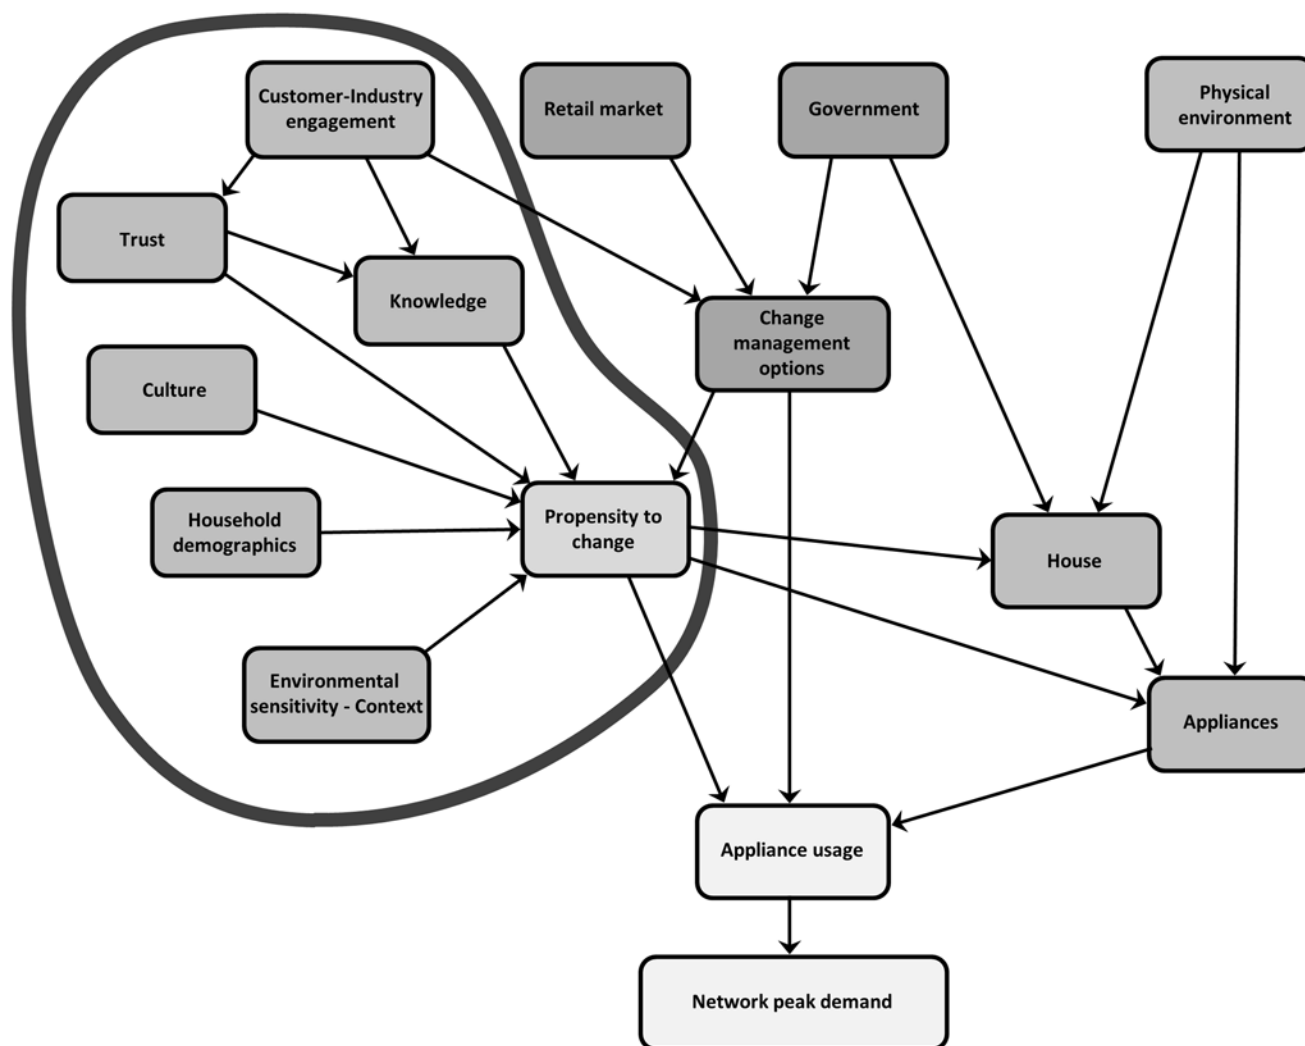 Customer-Industry
engagement
Retail market
Government
Physical
environment
Trust
Knowledge
Change
management
options
Culture
Household
demographics
Propensity to
change
House
Environmental
sensitivity - Context
Appliances
Appliance usage
Network peak demand